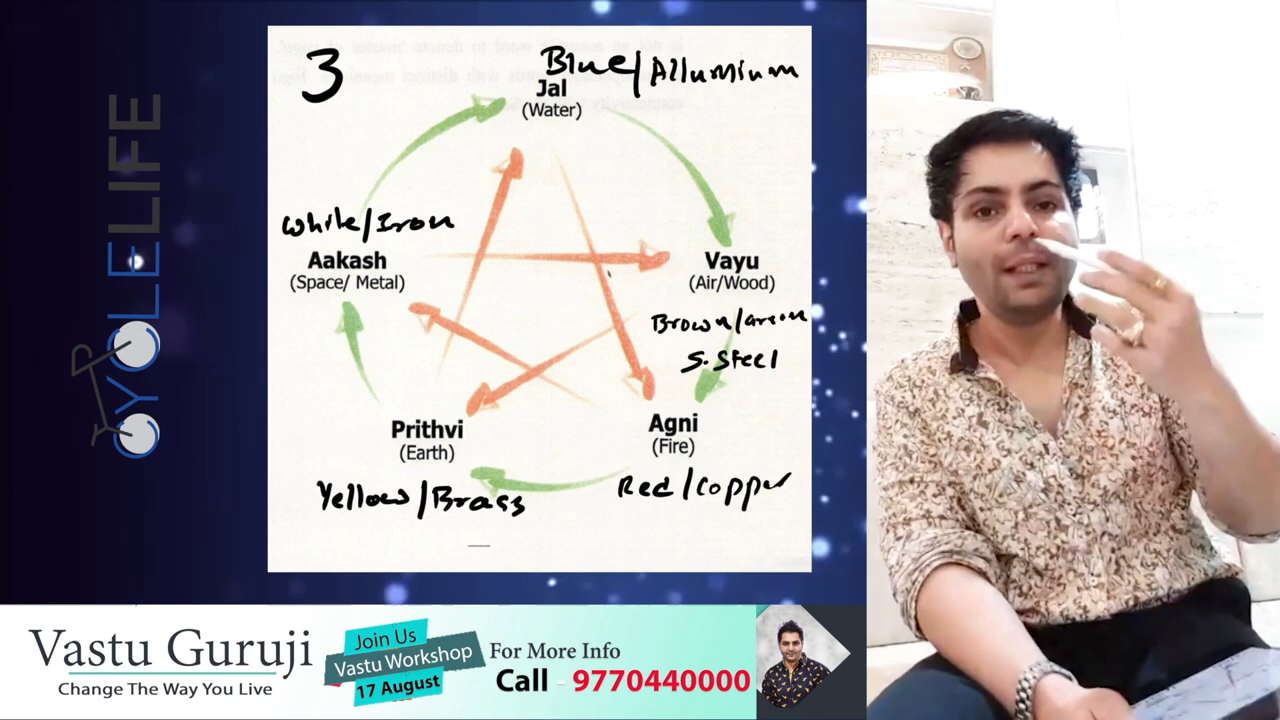 CYCLELIFE
3
Blue/Alluminium
Jal
(Water)
White/Iron
Aakash
(Space/ Metal)
Vayu
(Air/Wood)
Brown/Green
S. Steel
Prithvi
(Earth)
Agni
(Fire)
Yellow/Brass
Red/Copper
Vastu Guruji
Change The Way You Live
Join Us
Vastu Workshop
17 August
For More Info
Call - 9770440000